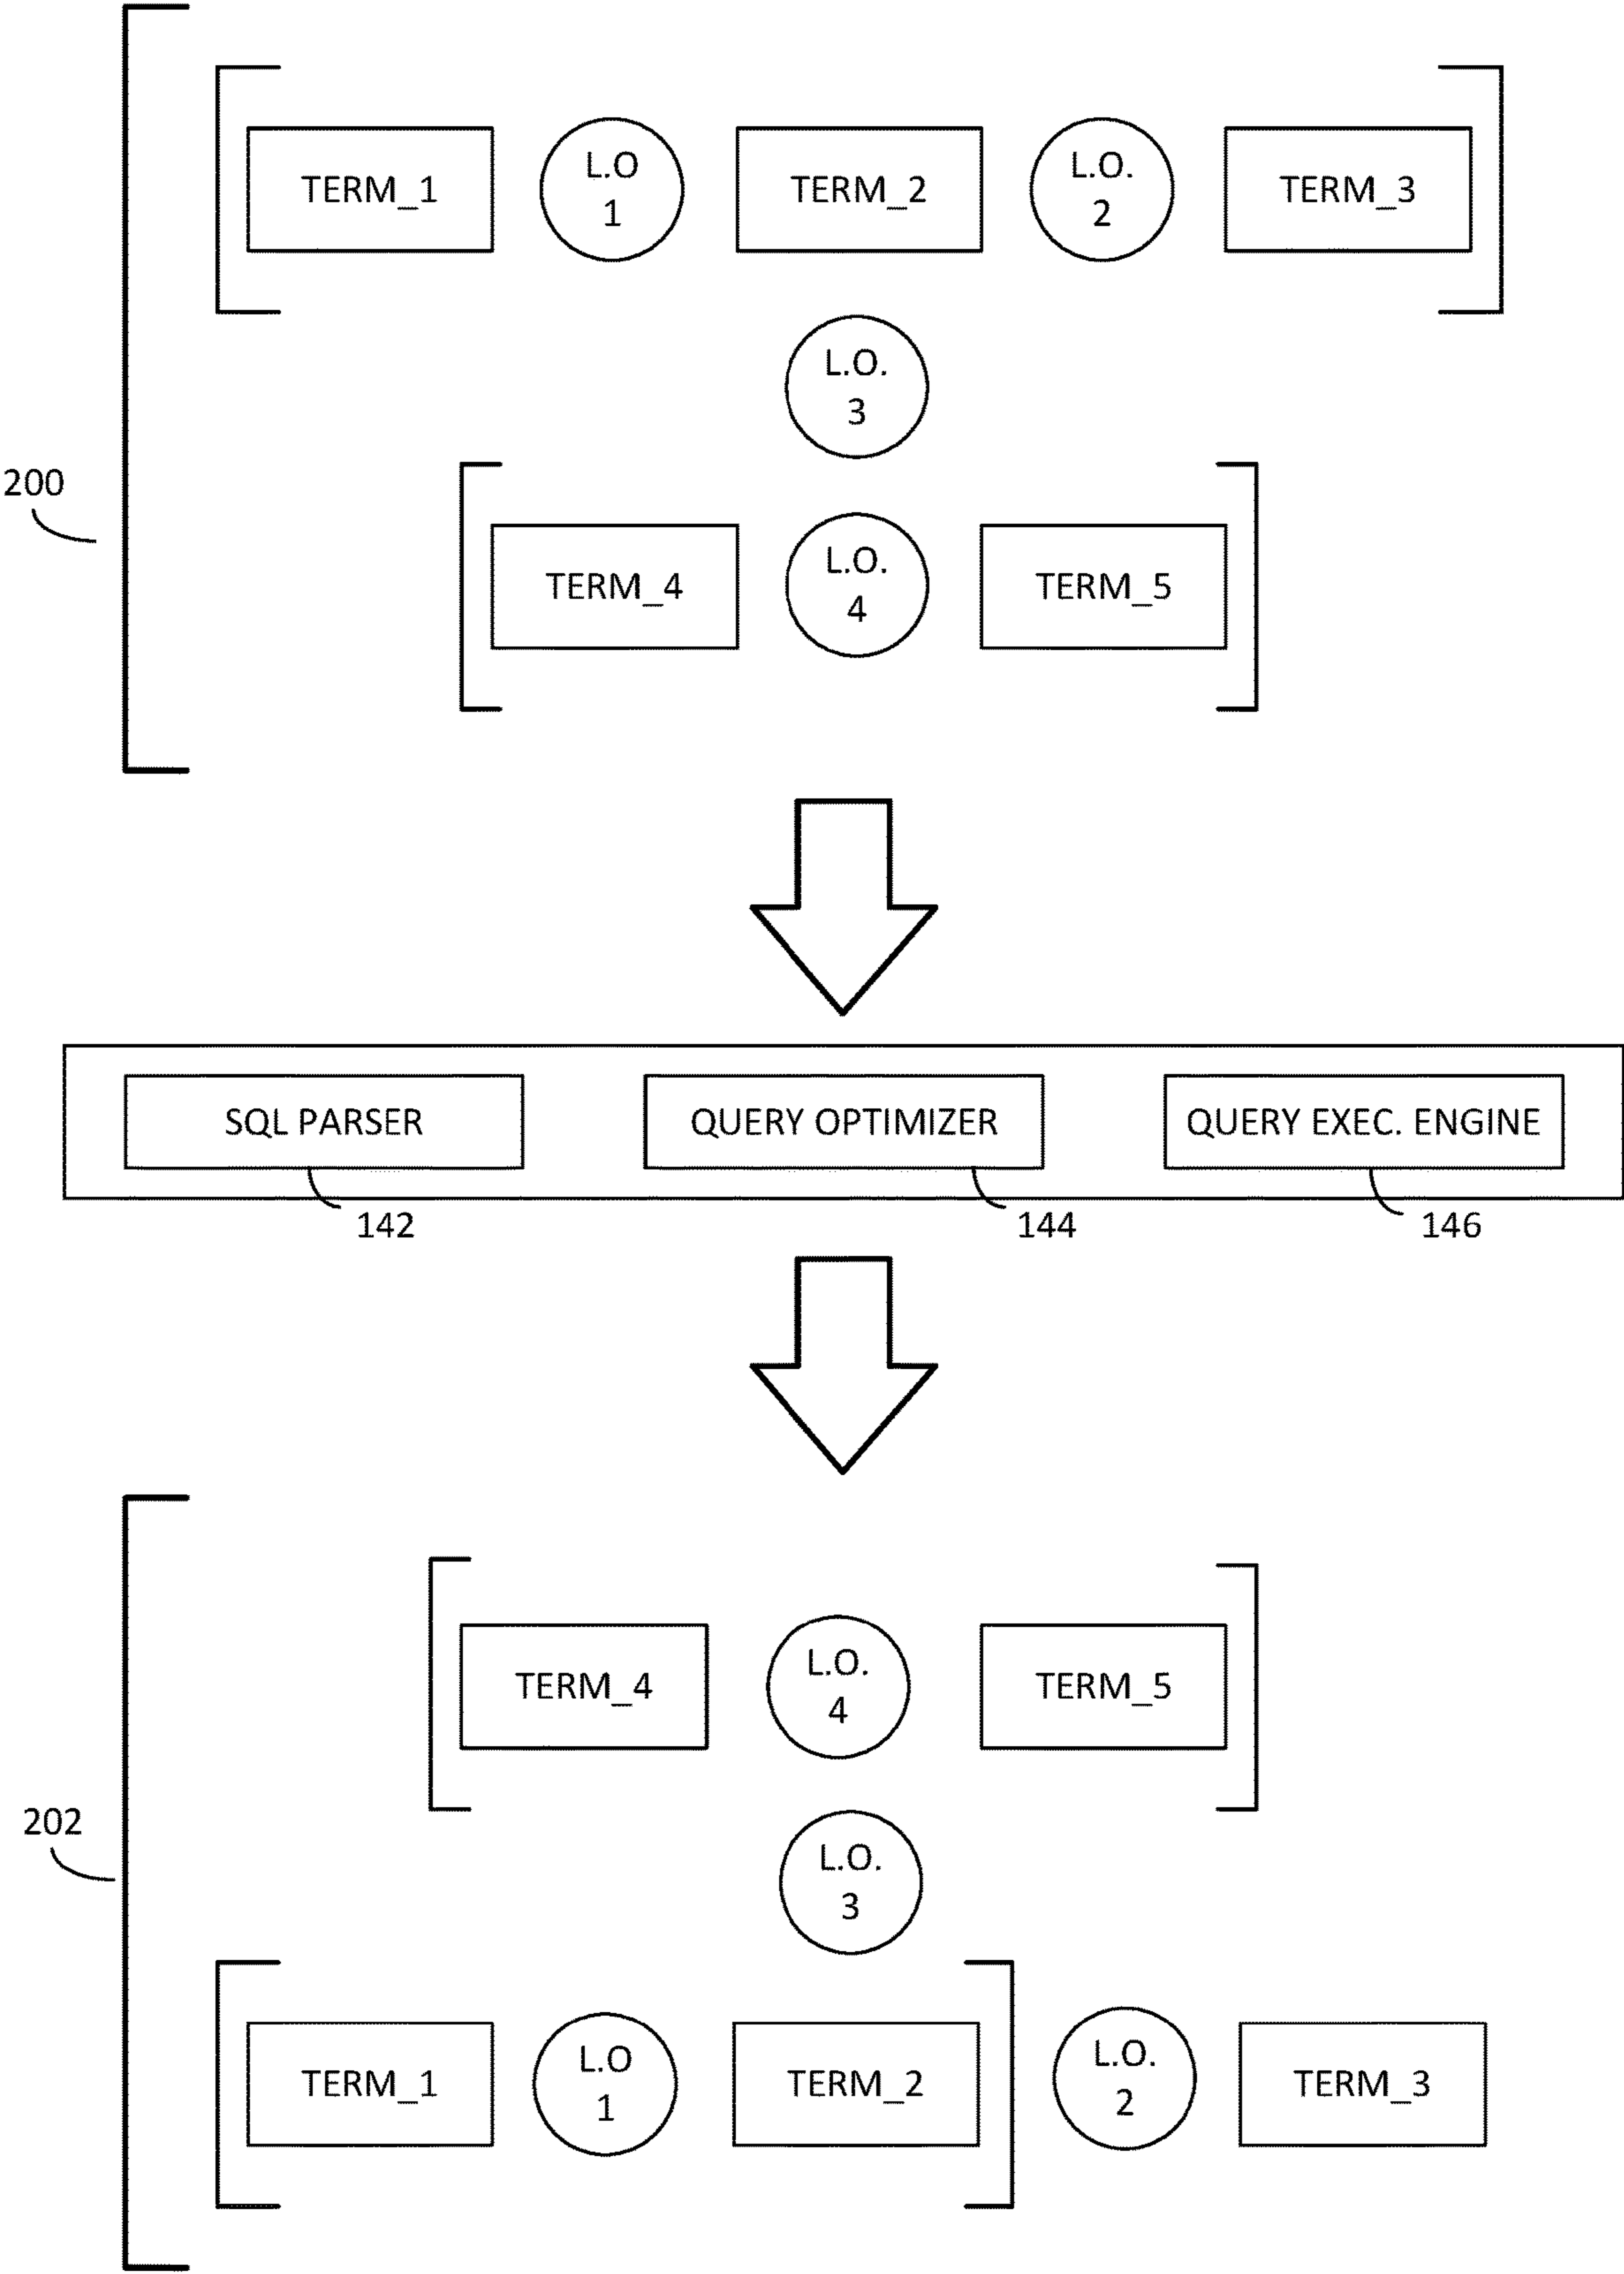 TERM_1
L.O
1
TERM_2
L.O.
2
TERM_3
L.O.
3
200
TERM_4
L.O.
4
TERM_5
SQL PARSER
QUERY OPTIMIZER
QUERY EXEC. ENGINE
142
144
146
TERM_4
L.O.
4
TERM_5
202
L.O.
3
TERM_1
L.O
1
TERM_2
L.O.
2
TERM_3